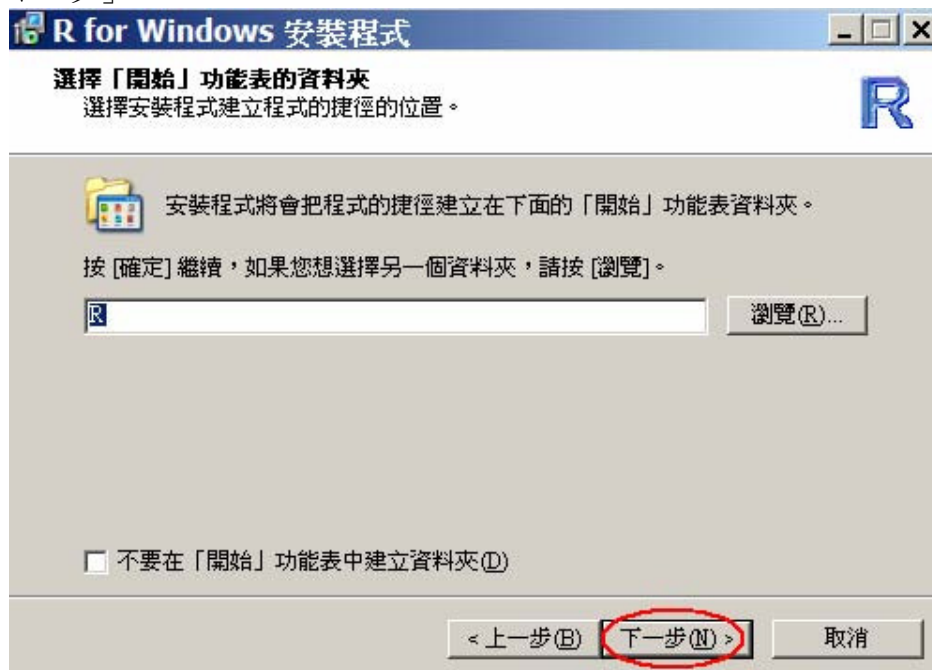 R for Windows 安裝程式
選擇「開始」功能表的資料夾
選擇安裝程式建立程式的捷徑的位置。
R
安裝程式將會把程式的捷徑建立在下面的「開始」功能表資料夾。
按 [確定] 繼續，如果您想選擇另一個資料夾，請按 [瀏覽]。
R
瀏覽(R)...
不要在「開始」功能表中建立資料夾(D)
<上一步(B)
下一步(N)>
取消